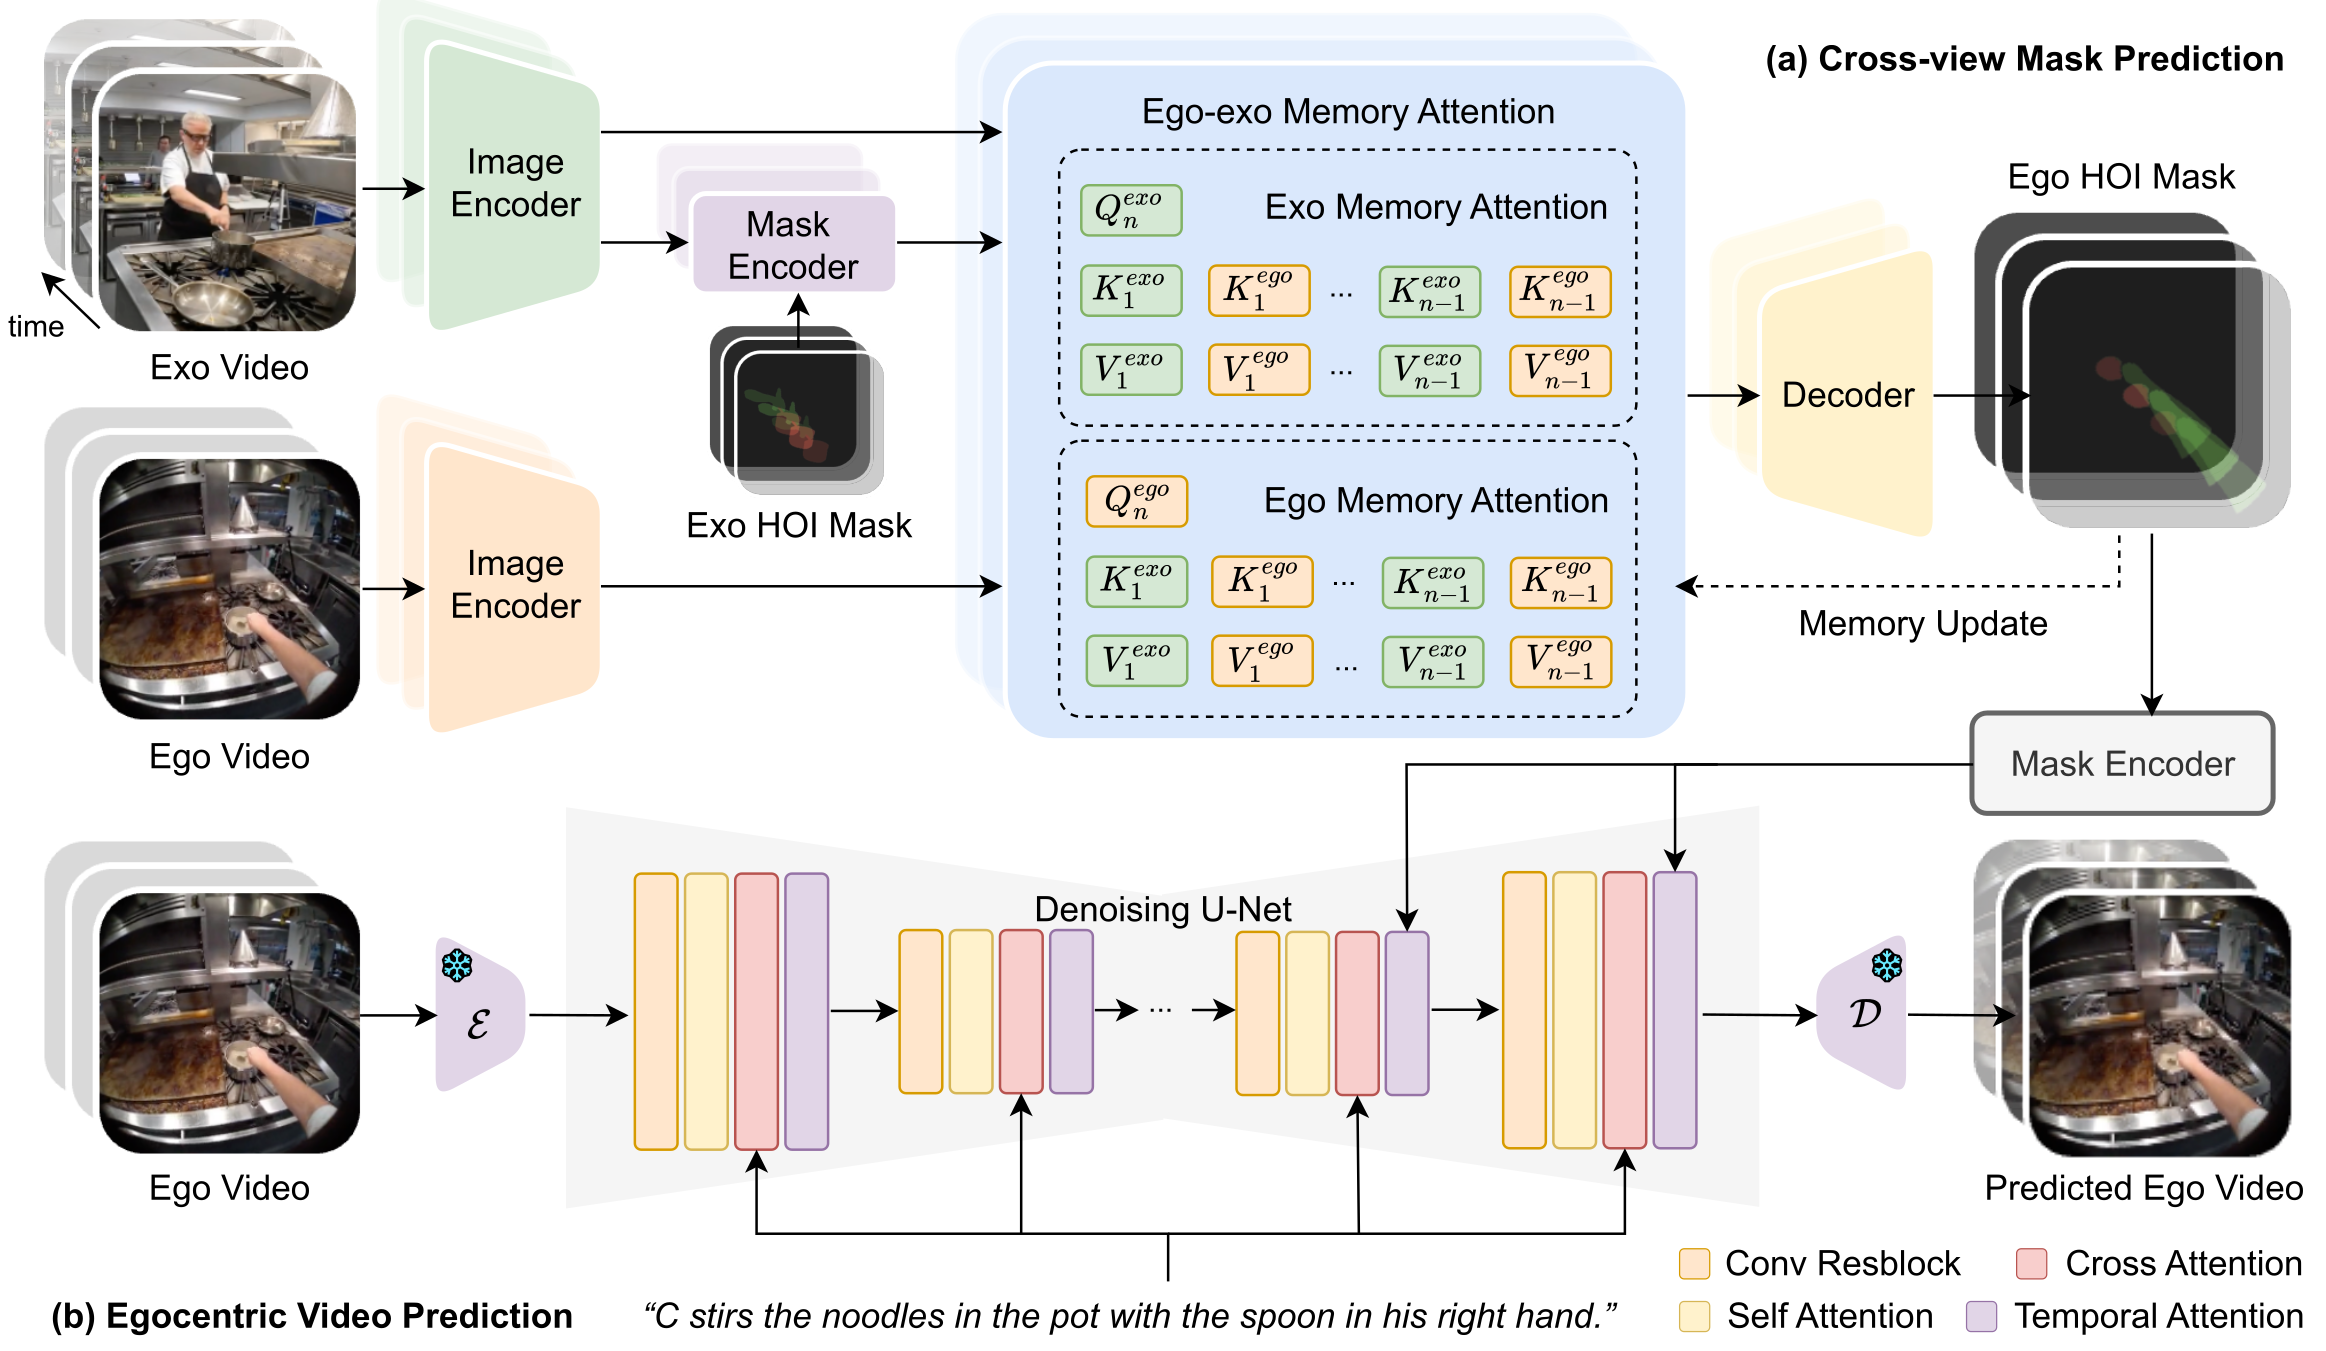 (a) Cross-view Mask Prediction
time
Exo Video
Image
Encoder
Mask
Encoder
Exo HOI Mask
Ego Video
Image
Encoder
Ego-exo Memory Attention
Exo Memory Attention
Q_n^{exo}
K_1^{exo} K_1^{ego} ... K_{n-1}^{exo} K_{n-1}^{ego}
V_1^{exo} V_1^{ego} ... V_{n-1}^{exo} V_{n-1}^{ego}
Ego Memory Attention
Q_n^{ego}
K_1^{exo} K_1^{ego} ... K_{n-1}^{exo} K_{n-1}^{ego}
V_1^{exo} V_1^{ego} ... V_{n-1}^{exo} V_{n-1}^{ego}
Decoder
Ego HOI Mask
Memory Update
Mask Encoder
Ego Video
ℰ
Denoising U-Net
...
𝒟
Predicted Ego Video
(b) Egocentric Video Prediction
“C stirs the noodles in the pot with the spoon in his right hand.”
Conv Resblock
Cross Attention
Self Attention
Temporal Attention